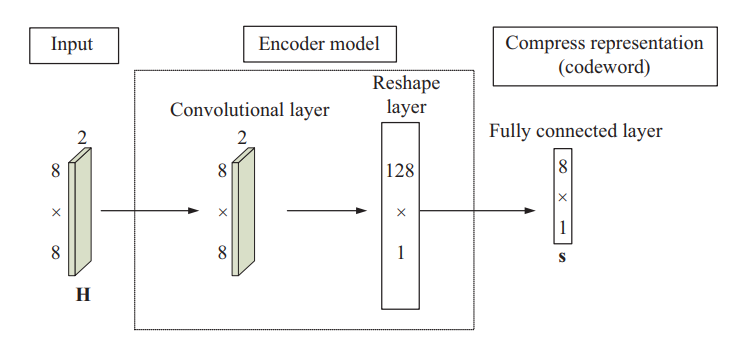 Input
Encoder model
Compress representation
(codeword)
Reshape
layer
Convolutional layer
Fully connected layer
2
8
×
8
H
2
8
×
8
128
×
1
8
×
1
s